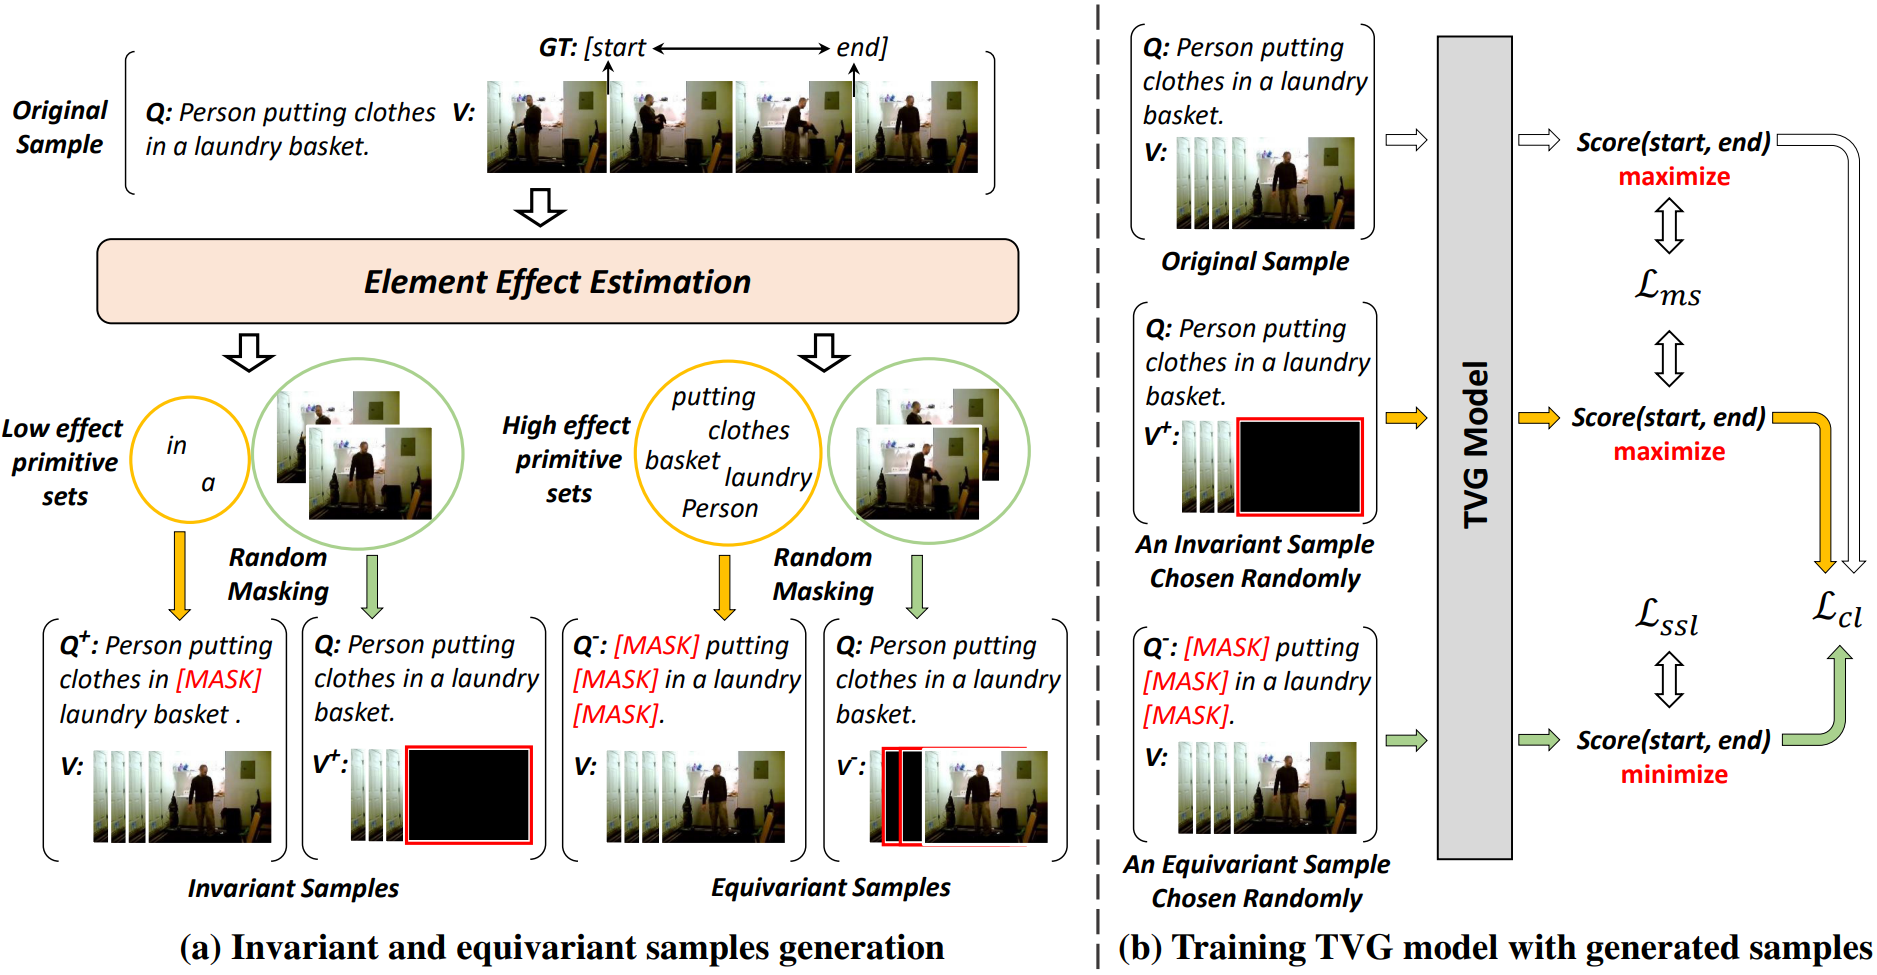 GT: [start end]
Original
Sample
Q: Person putting clothes
in a laundry basket.
V:
Element Effect Estimation
Low effect
primitive
sets
in
a
High effect
primitive
sets
putting
clothes
basket
laundry
Person
Random
Masking
Random
Masking
Q+: Person putting
clothes in [MASK]
laundry basket .
V:
Q: Person putting
clothes in a laundry
basket.
V+:
Invariant Samples
Q-: [MASK] putting
[MASK] in a laundry
[MASK].
V:
Q: Person putting
clothes in a laundry
basket.
V-:
Equivariant Samples
(a) Invariant and equivariant samples generation
Q: Person putting
clothes in a laundry
basket.
V:
Original Sample
Q: Person putting
clothes in a laundry
basket.
V+:
An Invariant Sample
Chosen Randomly
Q-: [MASK] putting
[MASK] in a laundry
[MASK].
V:
An Equivariant Sample
Chosen Randomly
TVG Model
Score(start, end)
maximize
ℒms
Score(start, end)
maximize
ℒssl
ℒcl
Score(start, end)
minimize
(b) Training TVG model with generated samples